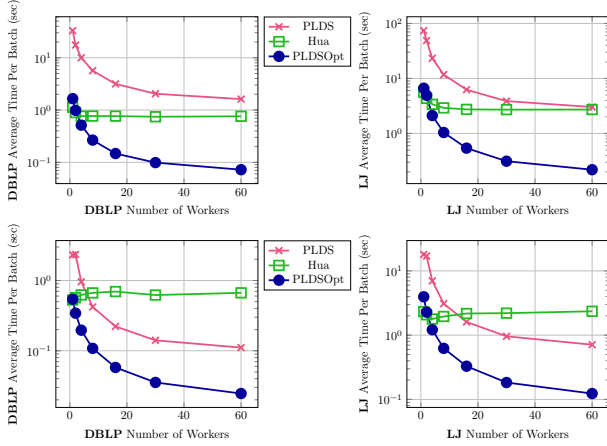 DBLP Average Time Per Batch (sec)
10^1
10^0
10^-1
0
20
40
60
DBLP Number of Workers
PLDS
Hua
PLDSOpt
LJ Average Time Per Batch (sec)
10^2
10^1
10^0
0
20
40
60
LJ Number of Workers
DBLP Average Time Per Batch (sec)
10^0
10^-1
0
20
40
60
DBLP Number of Workers
PLDS
Hua
PLDSOpt
LJ Average Time Per Batch (sec)
10^1
10^0
10^-1
0
20
40
60
LJ Number of Workers